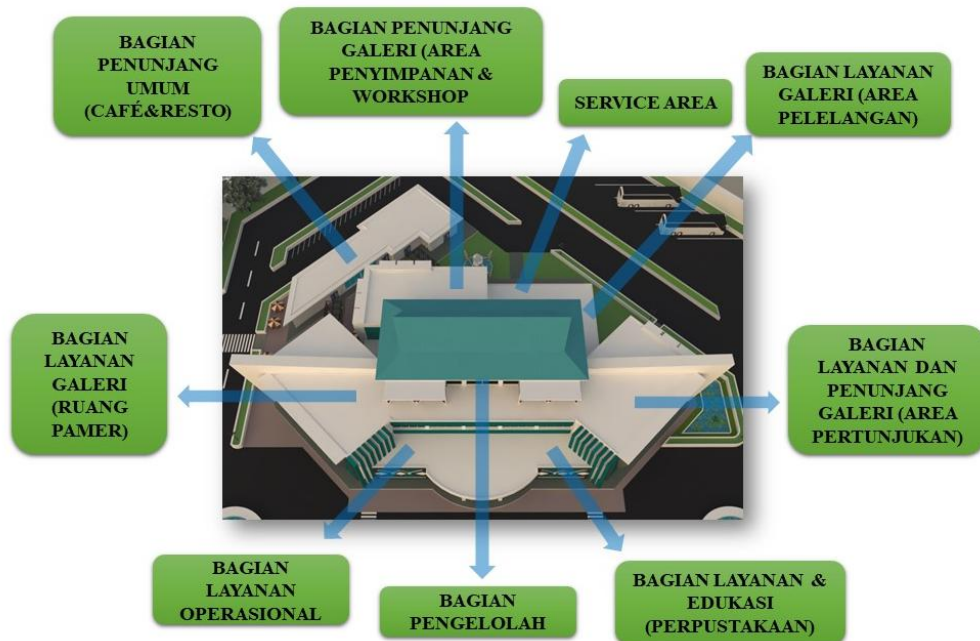 BAGIAN
PENUNJANG
UMUM
(CAFÉ&RESTO)
BAGIAN PENUNJANG
GALERI (AREA
PENYIMPANAN &
WORKSHOP
SERVICE AREA
BAGIAN LAYANAN
GALERI (AREA
PELELANGAN)
BAGIAN
LAYANAN
GALERI
(RUANG
PAMER)
BAGIAN
LAYANAN DAN
PENUNJANG
GALERI (AREA
PERTUNJUKAN)
BAGIAN
LAYANAN
OPERASIONAL
BAGIAN
PENGELOLAH
BAGIAN LAYANAN &
EDUKASI
(PERPUSTAKAAN)